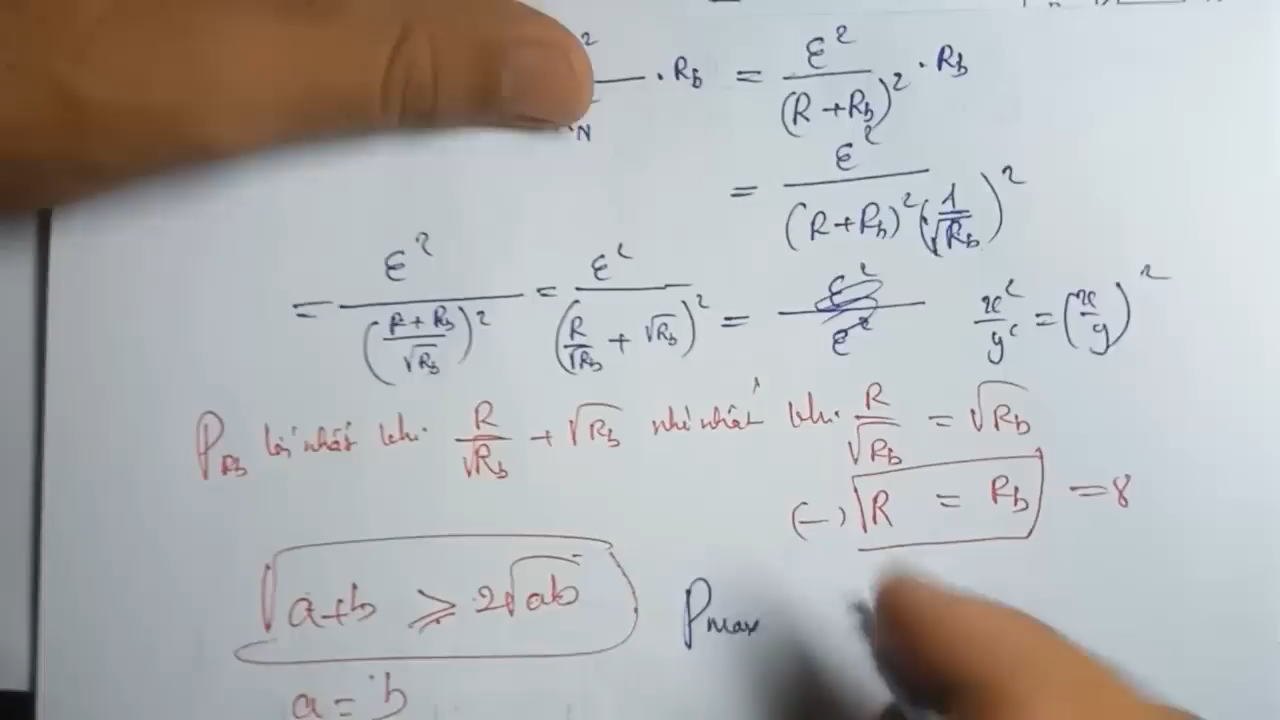 ² / N · R_b = ε² / (R + R_b)² · R_b
= ε² / (R + R_b)² (1/√R_b)²
= ε² / ((R + R_b)/√R_b)² = ε² / (R/√R_b + √R_b)² = x²/y² = (x/y)²
P_Rb lớn nhất khi R/√R_b + √R_b nhỏ nhất khi R/√R_b = √R_b
(–) R = R_b = 8
a+b ⩾ 2√ab P_max
a = b